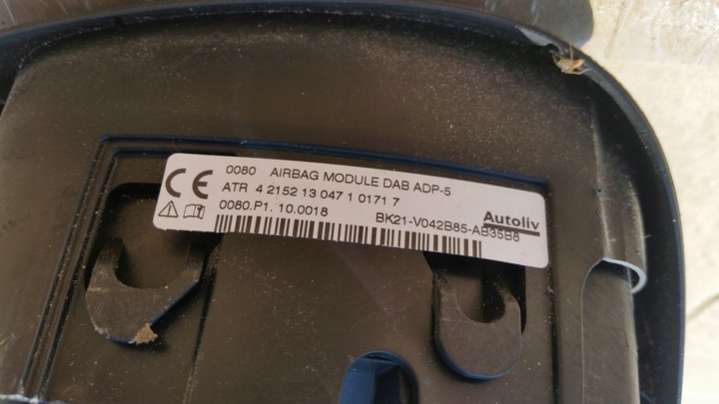 0080 AIRBAG MODULE DAB ADP-5
ATR 4 2152 13 047 1 0171 7
0080.P1. 10.0018
BK21-V042B85-AB35B8
Autoliv
CE